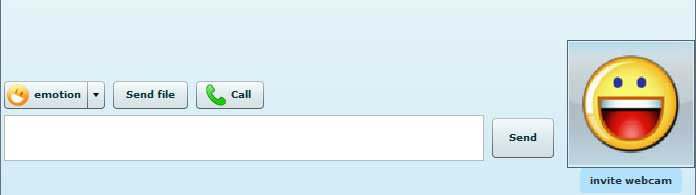 emotion
Send file
Call
Send
invite webcam